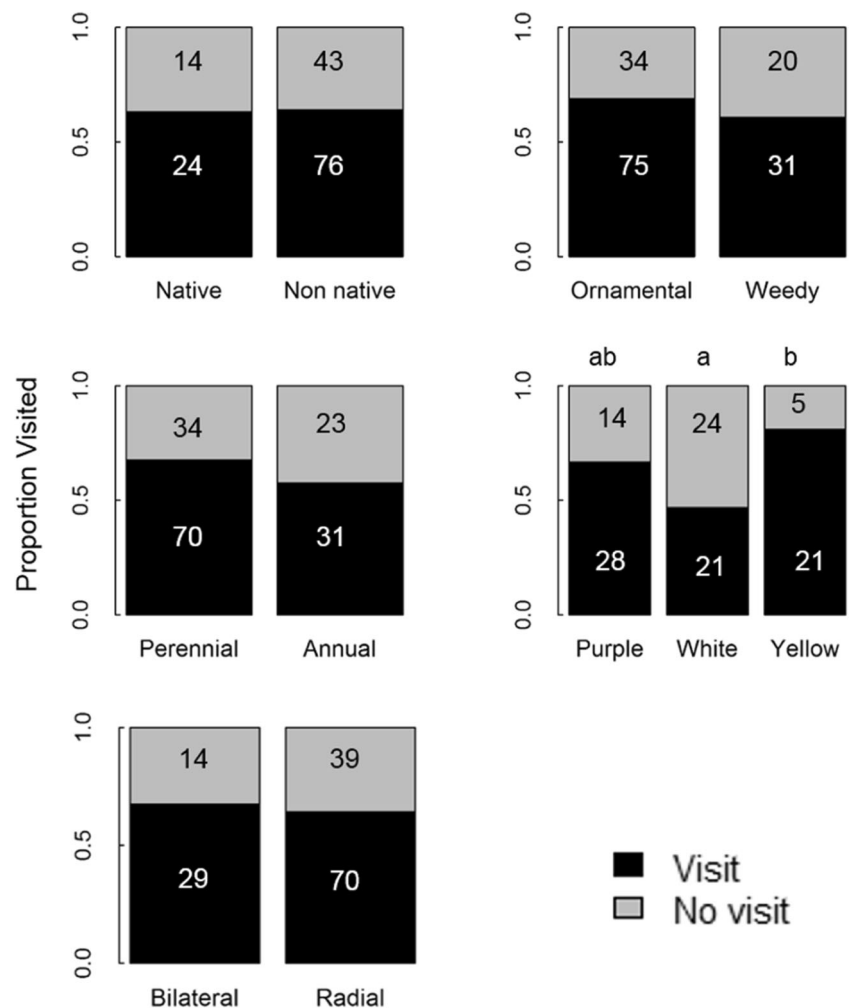 Proportion Visited
1.0
0.5
0.0
14 43
24 76
Native Non native
1.0
0.5
0.0
34 20
75 31
Ornamental Weedy
1.0
0.5
0.0
34 23
70 31
Perennial Annual
ab a b
1.0
0.5
0.0
14 24 5
28 21 21
Purple White Yellow
1.0
0.5
0.0
14 39
29 70
Bilateral Radial
Visit
No visit